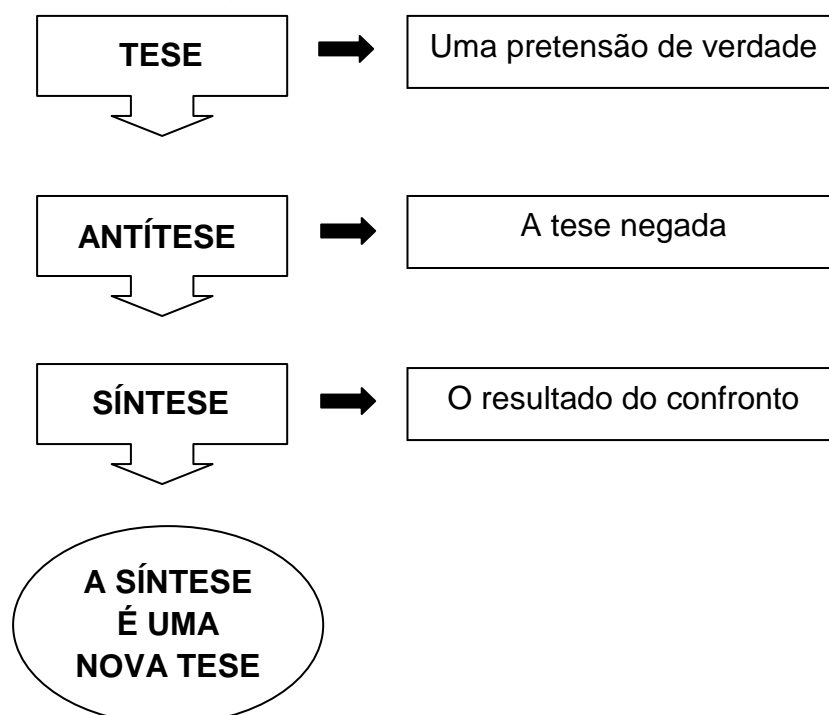 TESE
Uma pretensão de verdade
ANTÍTESE
A tese negada
SÍNTESE
O resultado do confronto
A SÍNTESE
É UMA
NOVA TESE